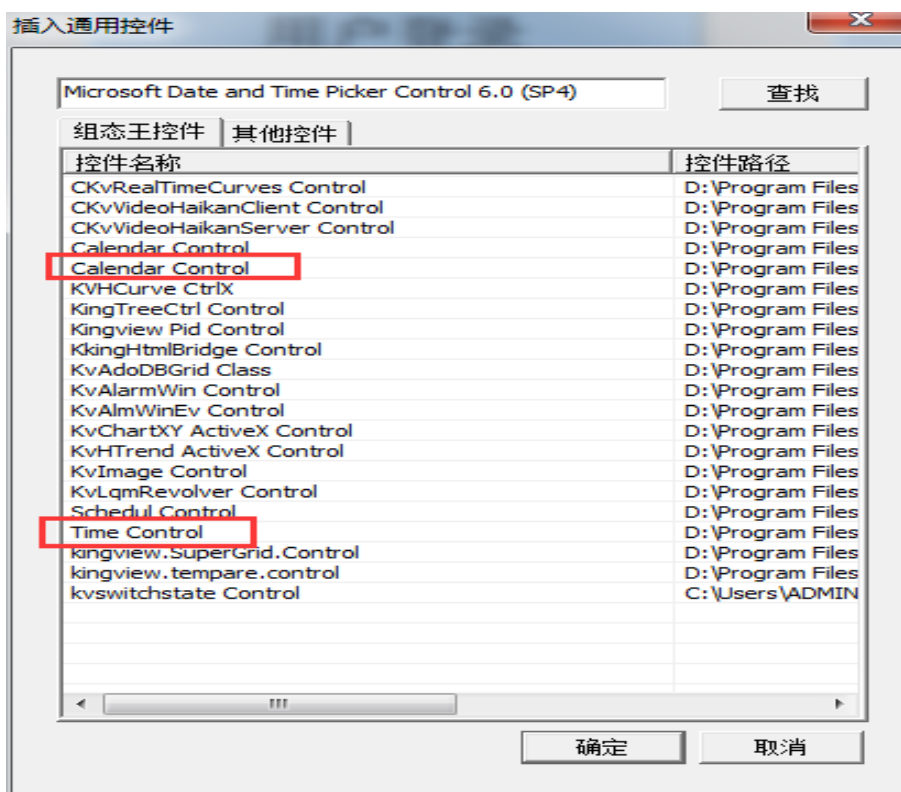 插入通用控件
Microsoft Date and Time Picker Control 6.0 (SP4)
查找
组态王控件 其他控件
控件名称 控件路径
CKvRealTimeCurves Control D:\Program Files
CKvVideoHaikanClient Control D:\Program Files
CKvVideoHaikanServer Control D:\Program Files
Calendar Control D:\Program Files
Calendar Control D:\Program Files
KVHCurve CtrlX D:\Program Files
KingTreeCtrl Control D:\Program Files
Kingview Pid Control D:\Program Files
KkingHtmlBridge Control D:\Program Files
KvAdoDBGrid Class D:\Program Files
KvAlarmWin Control D:\Program Files
KvAlmWinEv Control D:\Program Files
KvChartXY ActiveX Control D:\Program Files
KvHTrend ActiveX Control D:\Program Files
KvImage Control D:\Program Files
KvLqmRevolver Control D:\Program Files
Schedul Control D:\Program Files
Time Control D:\Program Files
kingview.SuperGrid.Control D:\Program Files
kingview.tempare.control D:\Program Files
kvswitchstate Control C:\Users\ADMIN
确定 取消